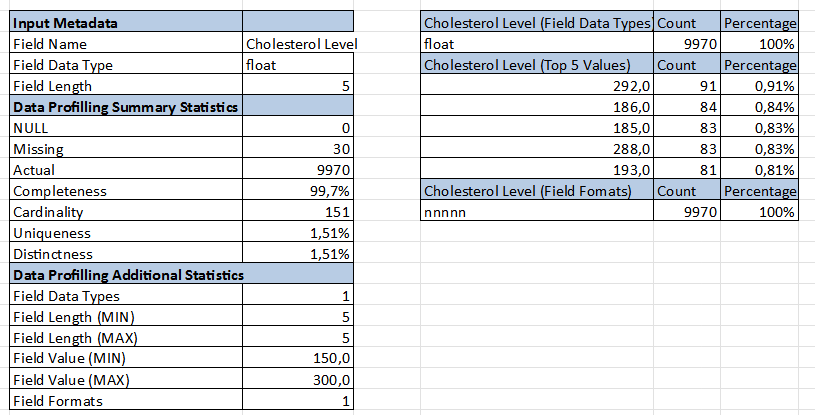 Input Metadata
Field Name Cholesterol Level
Field Data Type float
Field Length 5
Data Profilling Summary Statistics
NULL 0
Missing 30
Actual 9970
Completeness 99,7%
Cardinality 151
Uniqueness 1,51%
Distinctness 1,51%
Data Profilling Additional Statistics
Field Data Types 1
Field Length (MIN) 5
Field Length (MAX) 5
Field Value (MIN) 150,0
Field Value (MAX) 300,0
Field Formats 1
Cholesterol Level (Field Data Types) Count Percentage
float 9970 100%
Cholesterol Level (Top 5 Values) Count Percentage
292,0 91 0,91%
186,0 84 0,84%
185,0 83 0,83%
288,0 83 0,83%
193,0 81 0,81%
Cholesterol Level (Field Fomats) Count Percentage
nnnnn 9970 100%